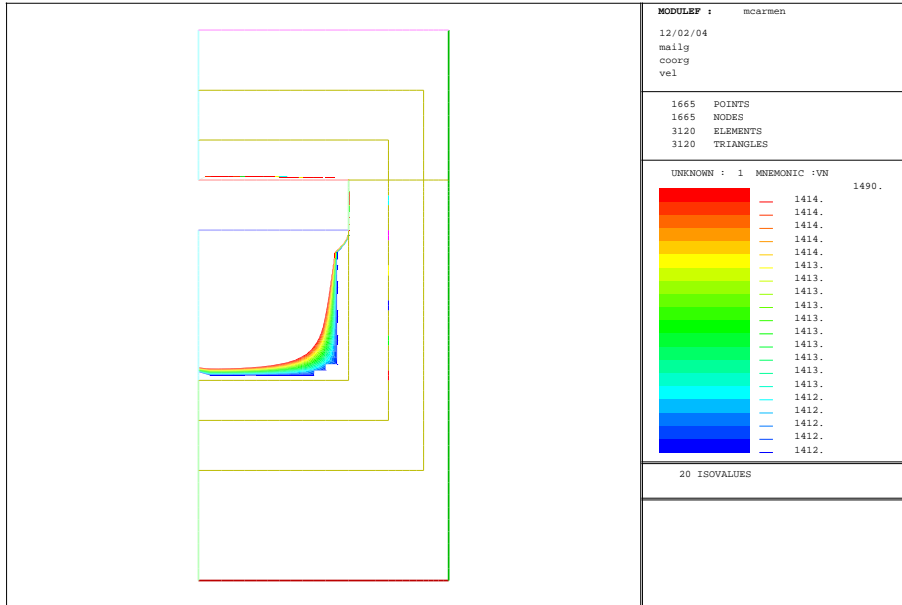 MODULEF : mcarmen
12/02/04
mailg
coorg
vel
1665 POINTS
1665 NODES
3120 ELEMENTS
3120 TRIANGLES
UNKNOWN : 1 MNEMONIC :VN
1490.
1414.
1414.
1414.
1414.
1414.
1413.
1413.
1413.
1413.
1413.
1413.
1413.
1413.
1413.
1413.
1412.
1412.
1412.
1412.
1412.
20 ISOVALUES